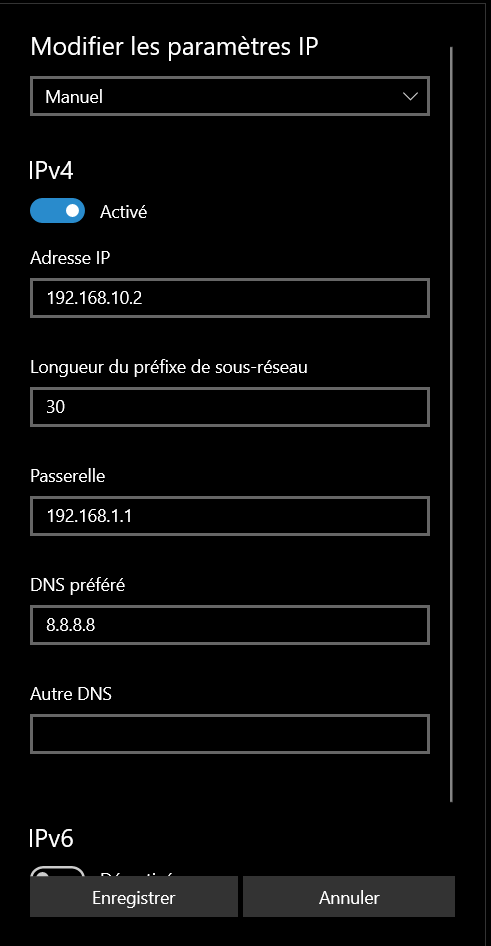 Modifier les paramètres IP
Manuel
IPv4
Activé
Adresse IP
192.168.10.2
Longueur du préfixe de sous-réseau
30
Passerelle
192.168.1.1
DNS préféré
8.8.8.8
Autre DNS
IPv6
Enregistrer
Annuler